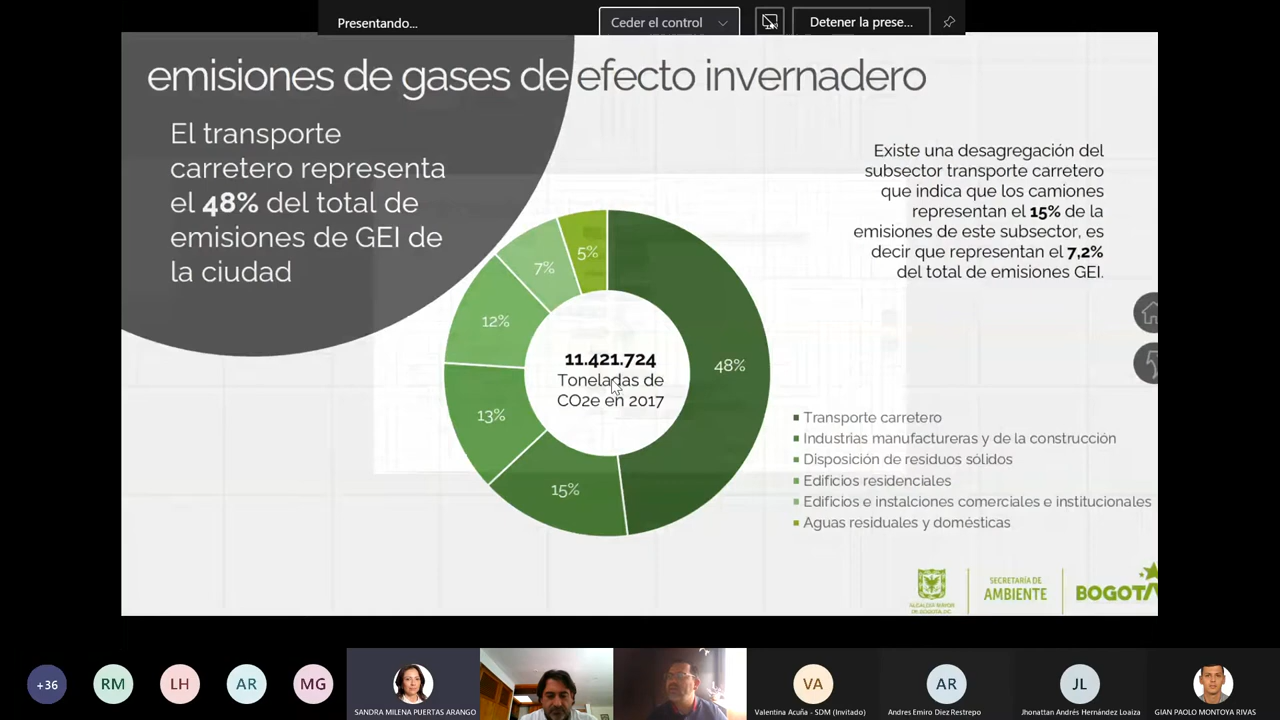 Presentando...
Ceder el control
Detener la prese...
emisiones de gases de efecto invernadero
El transporte
carretero representa
el 48% del total de
emisiones de GEI de
la ciudad
Existe una desagregación del
subsector transporte carretero
que indica que los camiones
representan el 15% de la
emisiones de este subsector, es
decir que representan el 7,2%
del total de emisiones GEI.
5%
7%
12%
13%
15%
48%
11.421.724
Toneladas de
CO2e en 2017
Transporte carretero
Industrias manufactureras y de la construcción
Disposición de residuos sólidos
Edificios residenciales
Edificios e instalciones comerciales e institucionales
Aguas residuales y domésticas
ALCALDÍA MAYOR
DE BOGOTÁ D.C.
SECRETARÍA DE
AMBIENTE
BOGOTÁ
+36
RM
LH
AR
MG
SANDRA MILENA PUERTAS ARANGO
VA
Valentina Acuña - SDM (Invitado)
AR
Andres Emiro Diez Restrepo
JL
Jhonattan Andrés Hernández Loaiza
GIAN PAOLO MONTOYA RIVAS